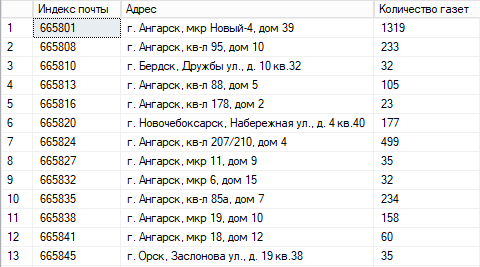 Индекс почты Адрес Количество газет
1 665801 г. Ангарск, мкр Новый-4, дом 39 1319
2 665808 г. Ангарск, кв-л 95, дом 10 233
3 665810 г. Бердск, Дружбы ул., д. 10 кв.32 32
4 665813 г. Ангарск, кв-л 88, дом 5 105
5 665816 г. Ангарск, кв-л 178, дом 2 23
6 665820 г. Новочебоксарск, Набережная ул., д. 4 кв.40 177
7 665824 г. Ангарск, кв-л 207/210, дом 4 499
8 665827 г. Ангарск, мкр 11, дом 9 35
9 665832 г. Ангарск, мкр 6, дом 15 32
10 665835 г. Ангарск, кв-л 85а, дом 7 234
11 665838 г. Ангарск, мкр 19, дом 10 158
12 665841 г. Ангарск, мкр 18, дом 12 60
13 665845 г. Орск, Заслонова ул., д. 19 кв.38 35